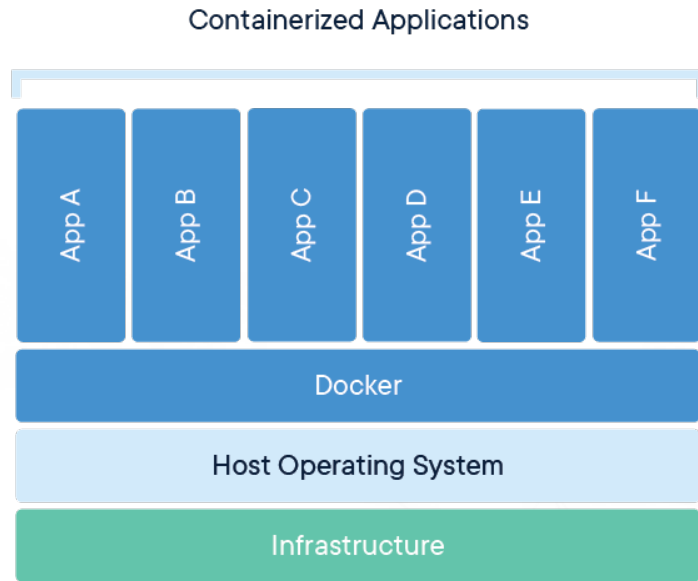 Containerized Applications
App A
App B
App C
App D
App E
App F
Docker
Host Operating System
Infrastructure